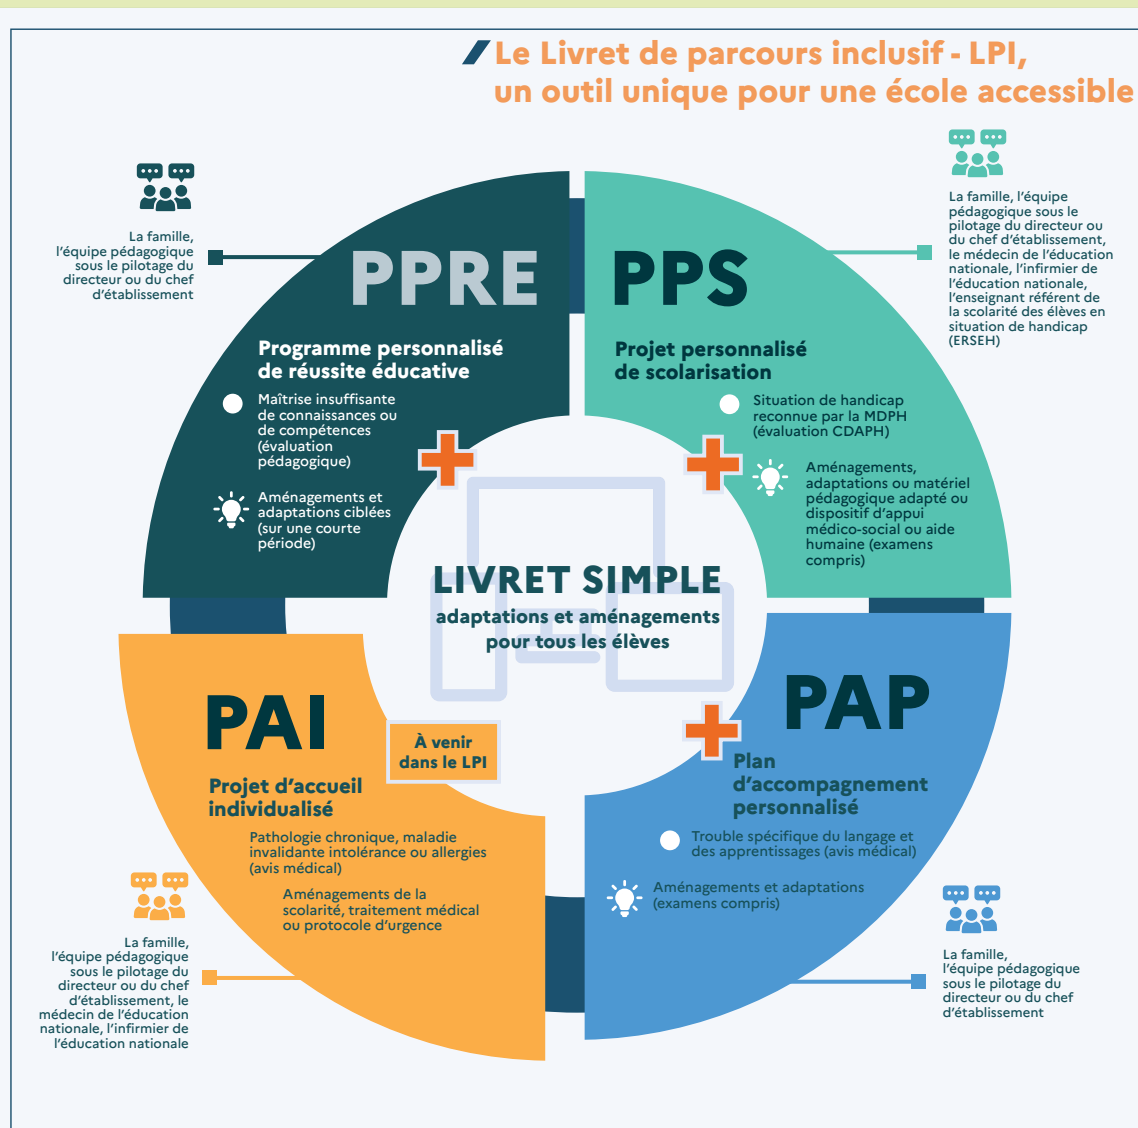 Le Livret de parcours inclusif - LPI,
un outil unique pour une école accessible
La famille,
l'équipe pédagogique
sous le pilotage du
directeur ou du chef
d'établissement
PPRE
Programme personnalisé
de réussite éducative
Maîtrise insuffisante
de connaissances ou
de compétences
(évaluation
pédagogique)
Aménagements et
adaptations ciblées
(sur une courte
période)
PPS
Projet personnalisé
de scolarisation
Situation de handicap
reconnue par la MDPH
(évaluation CDAPH)
Aménagements,
adaptations ou matériel
pédagogique adapté ou
dispositif d'appui
médico-social ou aide
humaine (examens
compris)
La famille, l'équipe
pédagogique sous le
pilotage du directeur ou
du chef d'établissement,
le médecin de l'éducation
nationale, l'infirmier de
l'éducation nationale,
l'enseignant référent de
la scolarité des élèves en
situation de handicap
(ERSEH)
LIVRET SIMPLE
adaptations et aménagements
pour tous les élèves
PAI
Projet d'accueil
individualisé
Pathologie chronique, maladie
invalidante intolérance ou allergies
(avis médical)
Aménagements de la
scolarité, traitement médical
ou protocole d'urgence
À venir
dans le LPI
La famille,
l'équipe pédagogique
sous le pilotage du
directeur ou du chef
d'établissement, le
médecin de l'éducation
nationale, l'infirmier de
l'éducation nationale
PAP
Plan
d'accompagnement
personnalisé
Trouble spécifique du langage et
des apprentissages (avis médical)
Aménagements et adaptations
(examens compris)
La famille,
l'équipe pédagogique
sous le pilotage du
directeur ou du chef
d'établissement